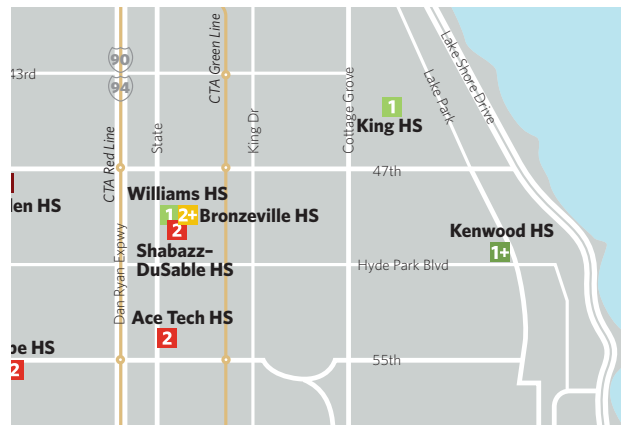 90
94
43rd
CTA Red Line
State
CTA Green Line
King Dr
Cottage Grove
Lake Park
Lake Shore Drive
1
King HS
47th
len HS
Williams HS
1 2+ Bronzeville HS
2
Shabazz–
DuSable HS
Kenwood HS
1+
Hyde Park Blvd
Dan Ryan Expwy
Ace Tech HS
2
be HS
2
55th